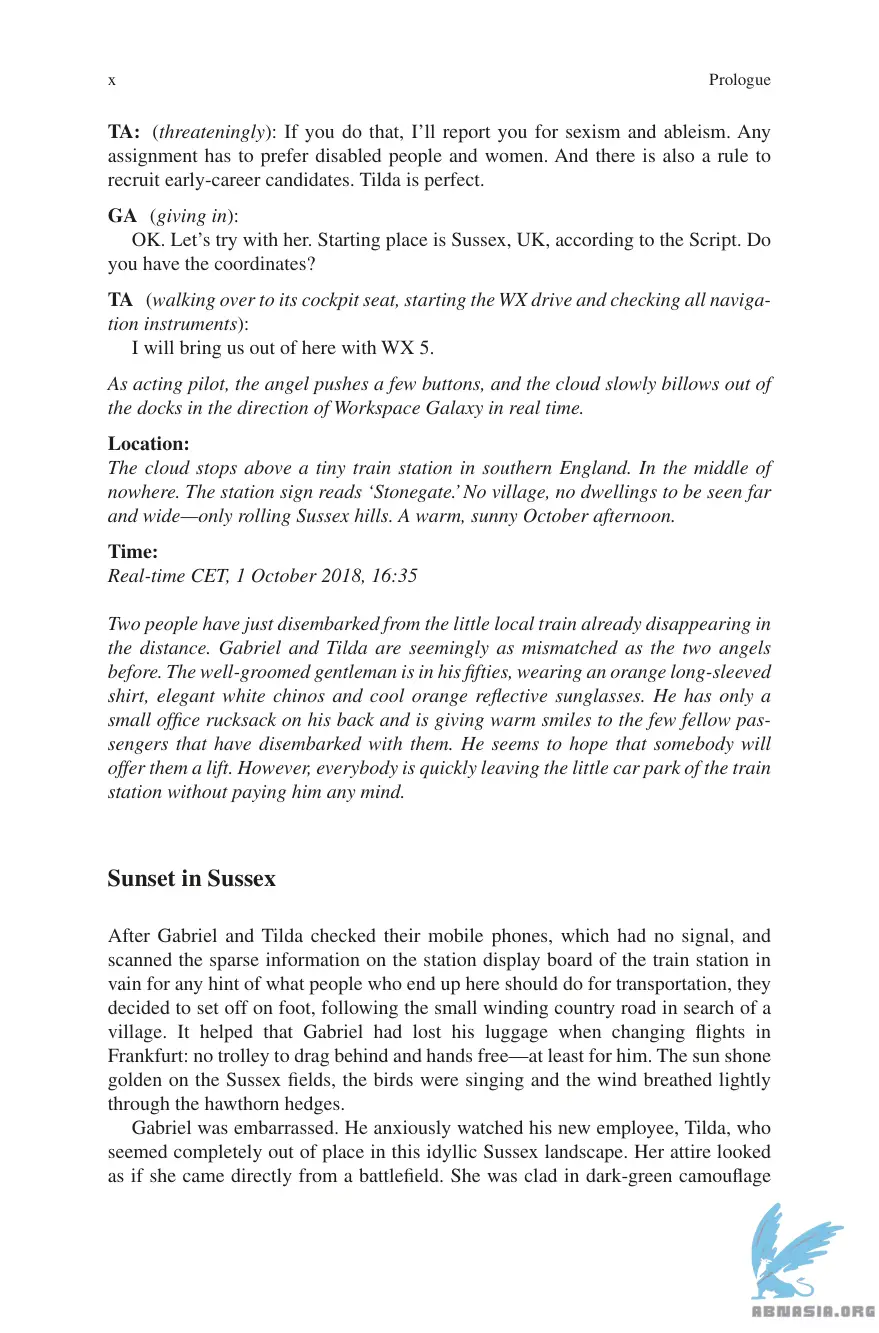 x Prologue
TA: (threateningly): If you do that, I’ll report you for sexism and ableism. Any
assignment has to prefer disabled people and women. And there is also a rule to
recruit early-career candidates. Tilda is perfect.
GA (giving in):
OK. Let’s try with her. Starting place is Sussex, UK, according to the Script. Do
you have the coordinates?
TA (walking over to its cockpit seat, starting the WX drive and checking all naviga-
tion instruments):
I will bring us out of here with WX 5.
As acting pilot, the angel pushes a few buttons, and the cloud slowly billows out of
the docks in the direction of Workspace Galaxy in real time.
Location:
The cloud stops above a tiny train station in southern England. In the middle of
nowhere. The station sign reads ‘Stonegate.’ No village, no dwellings to be seen far
and wide—only rolling Sussex hills. A warm, sunny October afternoon.
Time:
Real-time CET, 1 October 2018, 16:35
Two people have just disembarked from the little local train already disappearing in
the distance. Gabriel and Tilda are seemingly as mismatched as the two angels
before. The well-groomed gentleman is in his fifties, wearing an orange long-sleeved
shirt, elegant white chinos and cool orange reflective sunglasses. He has only a
small office rucksack on his back and is giving warm smiles to the few fellow pas-
sengers that have disembarked with them. He seems to hope that somebody will
offer them a lift. However, everybody is quickly leaving the little car park of the train
station without paying him any mind.
Sunset in Sussex
After Gabriel and Tilda checked their mobile phones, which had no signal, and
scanned the sparse information on the station display board of the train station in
vain for any hint of what people who end up here should do for transportation, they
decided to set off on foot, following the small winding country road in search of a
village. It helped that Gabriel had lost his luggage when changing flights in
Frankfurt: no trolley to drag behind and hands free—at least for him. The sun shone
golden on the Sussex fields, the birds were singing and the wind breathed lightly
through the hawthorn hedges.
Gabriel was embarrassed. He anxiously watched his new employee, Tilda, who
seemed completely out of place in this idyllic Sussex landscape. Her attire looked
as if she came directly from a battlefield. She was clad in dark-green camouflage
ABNASIA.ORG